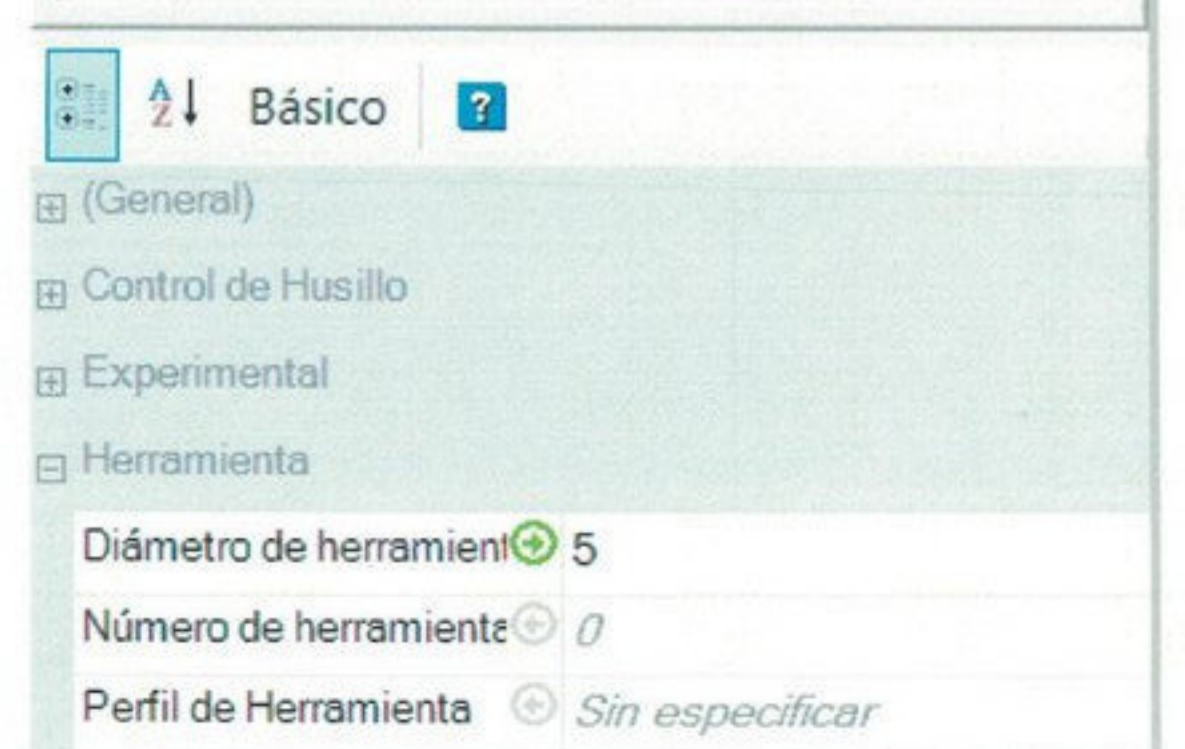 AZ Básico ?
(General)
Control de Husillo
Experimental
Herramienta
Diámetro de herramient 5
Número de herramienta 0
Perfil de Herramienta Sin especificar